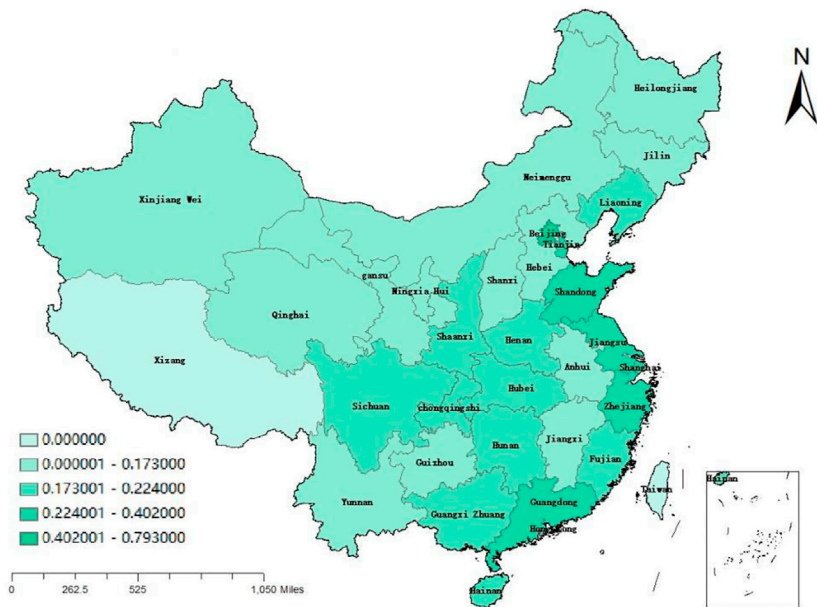 N
Heilongjiang
Jilin
Neimenggu
Liaoning
Xinjiang Wei
Beijing
Tianjin
Hebei
gansu
Ningxia Hui
Shanxi
Shandong
Qinghai
Shaanxi
Henan
Jiangsu
Xizang
Anhui
Shanghai
Hubei
Sichuan
Chongqingshi
Zhejiang
Hunan
Jiangxi
Guizhou
Fujian
Yunnan
Guangxi Zhuang
Guangdong
Taiwan
Hainan
Hainan
0.000000
0.000001 - 0.173000
0.173001 - 0.224000
0.224001 - 0.402000
0.402001 - 0.793000
0 262.5 525 1,050 Miles